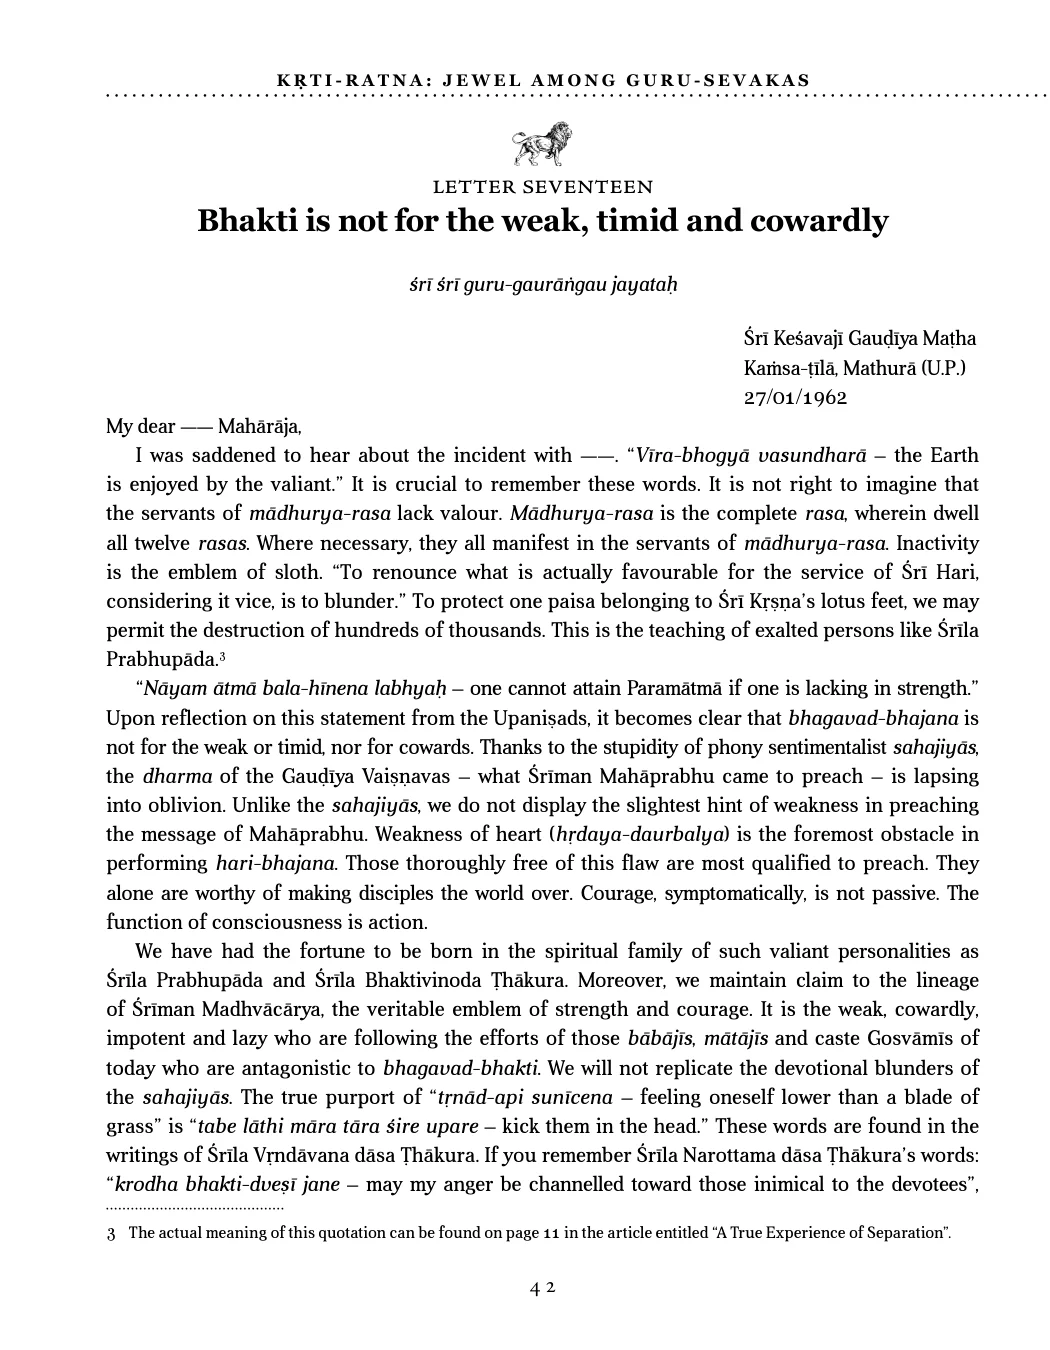 KṚTI-RATNA: JEWEL AMONG GURU-SEVAKAS
LETTER SEVENTEEN
Bhakti is not for the weak, timid and cowardly
śrī śrī guru-gaurāṅgau jayataḥ
Śrī Keśavajī Gauḍīya Maṭha
Kaṁsa-ṭīlā, Mathurā (U.P.)
27/01/1962
My dear —— Mahārāja,
I was saddened to hear about the incident with ——. “Vīra-bhogyā vasundharā – the Earth
is enjoyed by the valiant.” It is crucial to remember these words. It is not right to imagine that
the servants of mādhurya-rasa lack valour. Mādhurya-rasa is the complete rasa, wherein dwell
all twelve rasas. Where necessary, they all manifest in the servants of mādhurya-rasa. Inactivity
is the emblem of sloth. “To renounce what is actually favourable for the service of Śrī Hari,
considering it vice, is to blunder.” To protect one paisa belonging to Śrī Kṛṣṇa’s lotus feet, we may
permit the destruction of hundreds of thousands. This is the teaching of exalted persons like Śrīla
Prabhupāda.3
“Nāyam ātmā bala-hīnena labhyaḥ – one cannot attain Paramātmā if one is lacking in strength.”
Upon reflection on this statement from the Upaniṣads, it becomes clear that bhagavad-bhajana is
not for the weak or timid, nor for cowards. Thanks to the stupidity of phony sentimentalist sahajiyās,
the dharma of the Gauḍīya Vaiṣṇavas – what Śrīman Mahāprabhu came to preach – is lapsing
into oblivion. Unlike the sahajiyās, we do not display the slightest hint of weakness in preaching
the message of Mahāprabhu. Weakness of heart (hṛdaya-daurbalya) is the foremost obstacle in
performing hari-bhajana. Those thoroughly free of this flaw are most qualified to preach. They
alone are worthy of making disciples the world over. Courage, symptomatically, is not passive. The
function of consciousness is action.
We have had the fortune to be born in the spiritual family of such valiant personalities as
Śrīla Prabhupāda and Śrīla Bhaktivinoda Ṭhākura. Moreover, we maintain claim to the lineage
of Śrīman Madhvācārya, the veritable emblem of strength and courage. It is the weak, cowardly,
impotent and lazy who are following the efforts of those bābājīs, mātājīs and caste Gosvāmīs of
today who are antagonistic to bhagavad-bhakti. We will not replicate the devotional blunders of
the sahajiyās. The true purport of “tṛnād-api sunīcena – feeling oneself lower than a blade of
grass” is “tabe lāthi māra tāra śire upare – kick them in the head.” These words are found in the
writings of Śrīla Vṛndāvana dāsa Ṭhākura. If you remember Śrīla Narottama dāsa Ṭhākura’s words:
“krodha bhakti-dveṣī jane – may my anger be channelled toward those inimical to the devotees”,
3 The actual meaning of this quotation can be found on page 11 in the article entitled “A True Experience of Separation”.
42